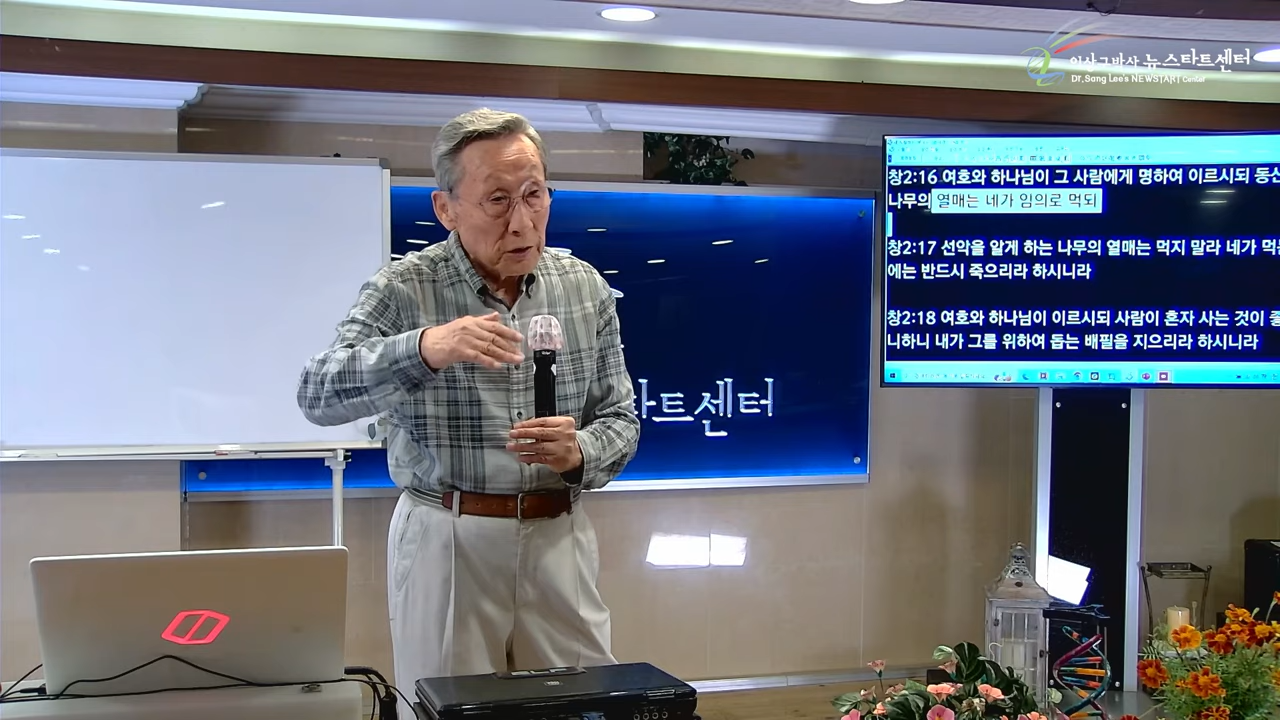 이상구박사 뉴스타트센터
Dr.Sang Lee's NEWSTART Center
창2:16 여호와 하나님이 그 사람에게 명하여 이르시되 동산
나무의 열매는 네가 임의로 먹되
창2:17 선악을 알게 하는 나무의 열매는 먹지 말라 네가 먹는
에는 반드시 죽으리라 하시니라
창2:18 여호와 하나님이 이르시되 사람이 혼자 사는 것이 좋
니하니 내가 그를 위하여 돕는 배필을 지으리라 하시니라
타트센터